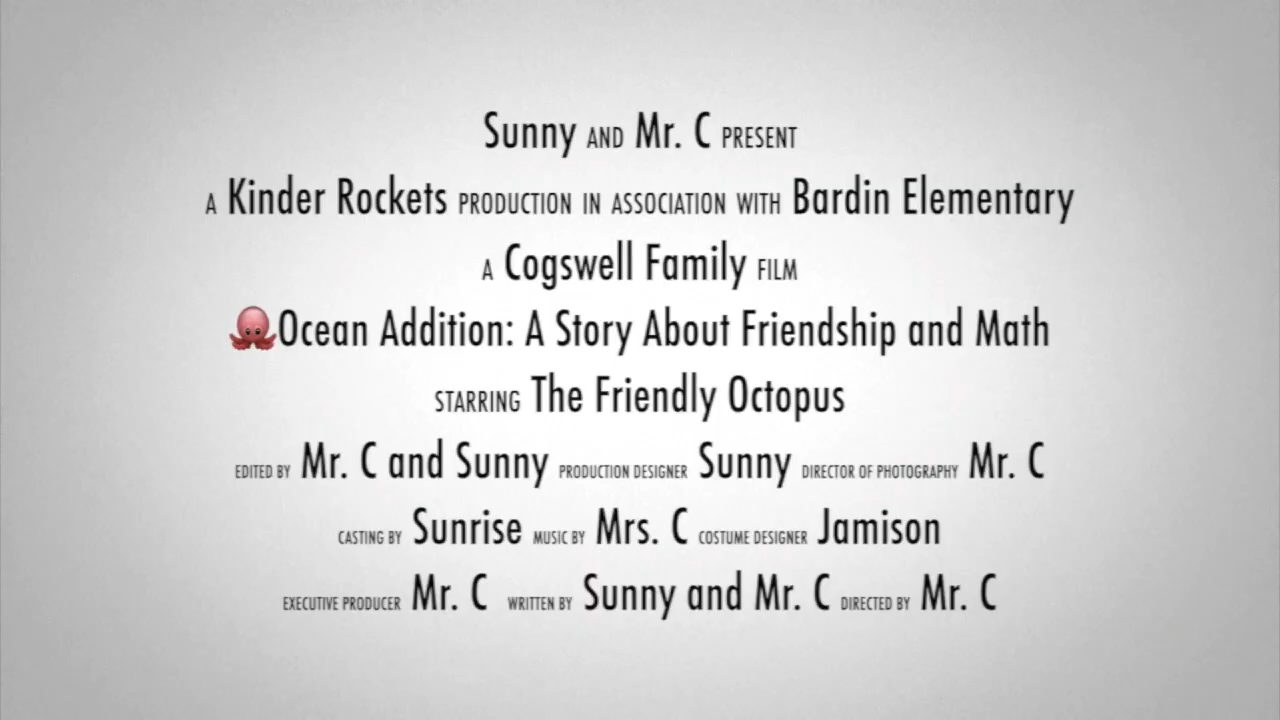 Sunny AND Mr. C PRESENT
A Kinder Rockets PRODUCTION IN ASSOCIATION WITH Bardin Elementary
A Cogswell Family FILM
🐙Ocean Addition: A Story About Friendship and Math
STARRING The Friendly Octopus
EDITED BY Mr. C and Sunny PRODUCTION DESIGNER Sunny DIRECTOR OF PHOTOGRAPHY Mr. C
CASTING BY Sunrise MUSIC BY Mrs. C COSTUME DESIGNER Jamison
EXECUTIVE PRODUCER Mr. C WRITTEN BY Sunny and Mr. C DIRECTED BY Mr. C